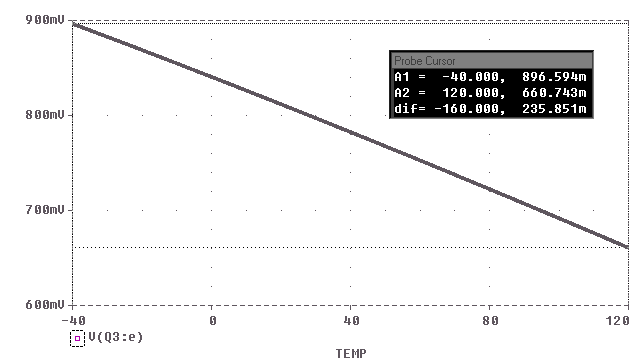 900mV
Probe Cursor
A1 = -40.000, 896.594m
A2 = 120.000, 660.743m
dif= -160.000, 235.851m
800mV
700mV
600mV
-40 0 40 80 120
V(Q3:e)
TEMP